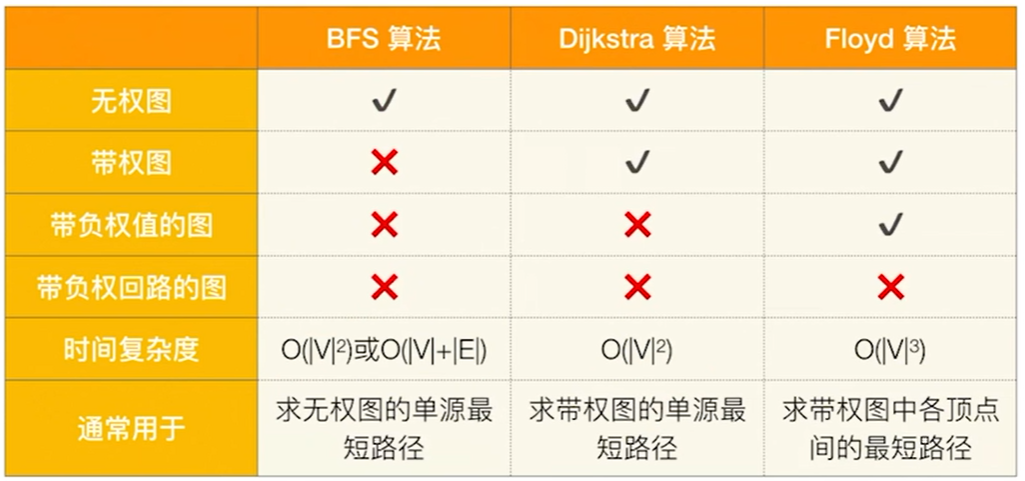 BFS 算法 Dijkstra 算法 Floyd 算法
无权图 ✓ ✓ ✓
带权图 ❌ ✓ ✓
带负权值的图 ❌ ❌ ✓
带负权回路的图 ❌ ❌ ❌
时间复杂度 O(|V|²)或O(|V|+|E|) O(|V|²) O(|V|³)
通常用于 求无权图的单源最短路径 求带权图的单源最短路径 求带权图中各顶点间的最短路径